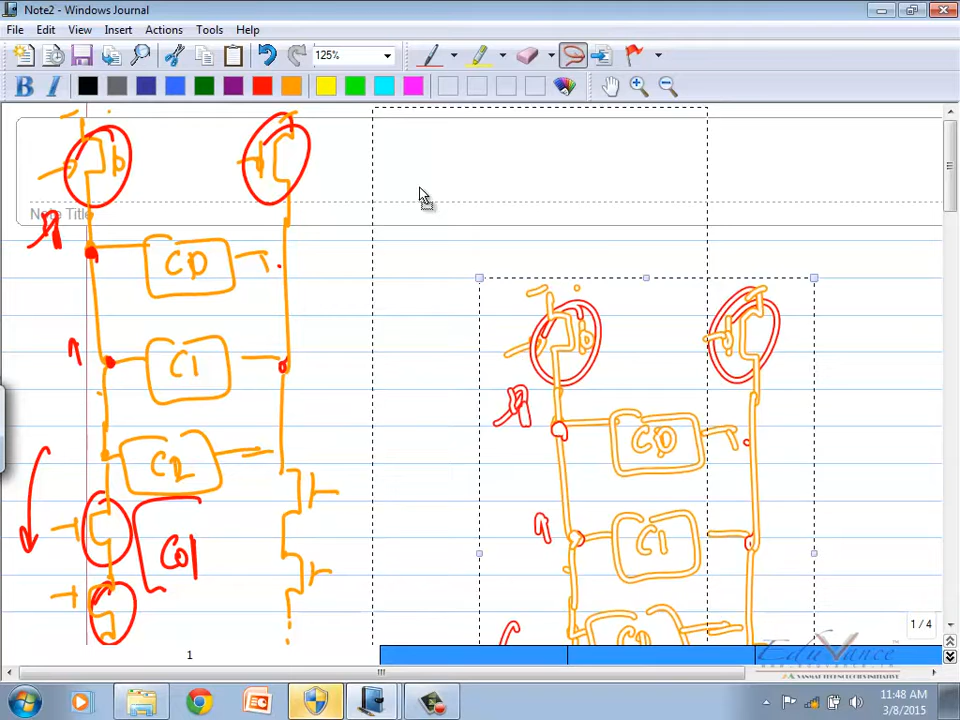 Note2 - Windows Journal
File Edit View Insert Actions Tools Help
125%
B I
Note Title
C0
C1
C2
C01
C0
C1
1 / 4
1
EduVance
11:48 AM
3/8/2015